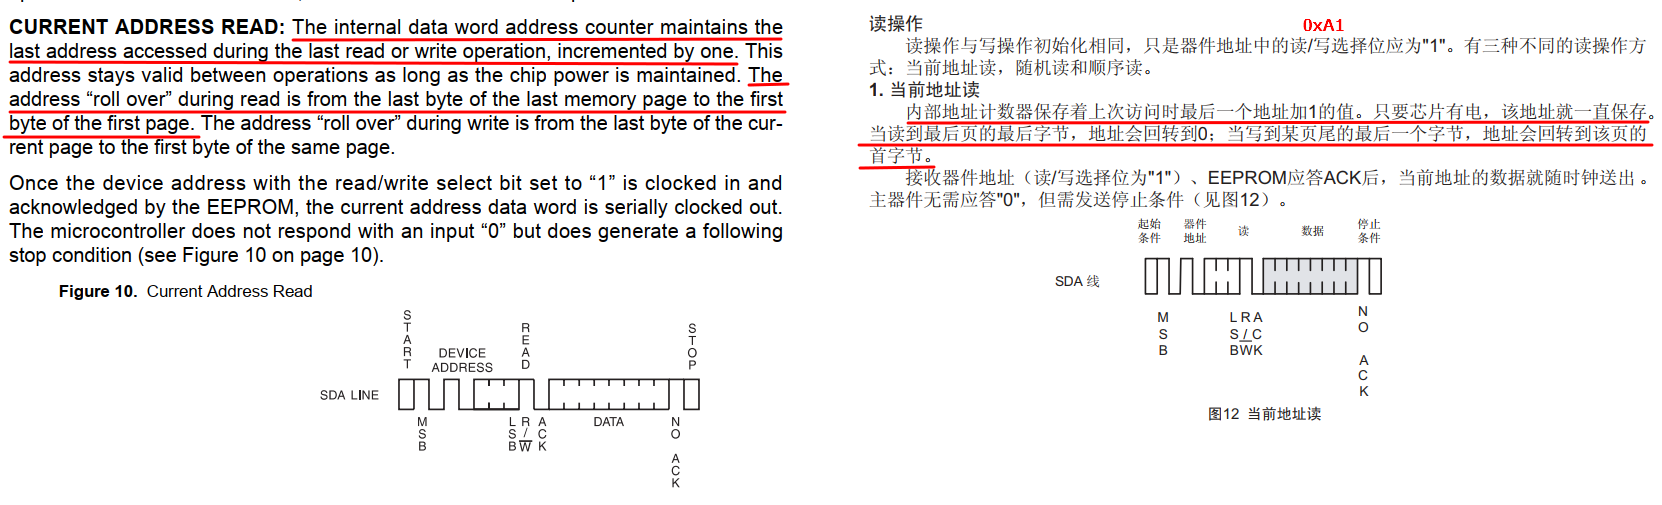 CURRENT ADDRESS READ: The internal data word address counter maintains the
last address accessed during the last read or write operation, incremented by one. This
address stays valid between operations as long as the chip power is maintained. The
address “roll over” during read is from the last byte of the last memory page to the first
byte of the first page. The address “roll over” during write is from the last byte of the cur-
rent page to the first byte of the same page.
Once the device address with the read/write select bit set to “1” is clocked in and
acknowledged by the EEPROM, the current address data word is serially clocked out.
The microcontroller does not respond with an input “0” but does generate a following
stop condition (see Figure 10 on page 10).
Figure 10. Current Address Read
START
DEVICE
ADDRESS
READ
STOP
SDA LINE
MSB
LSB
R/W
ACK
DATA
NO ACK
读操作
0xA1
读操作与写操作初始化相同，只是器件地址中的读/写选择位应为"1"。有三种不同的读操作方
式：当前地址读，随机读和顺序读。
1. 当前地址读
内部地址计数器保存着上次访问时最后一个地址加1的值。只要芯片有电，该地址就一直保存。
当读到最后页的最后字节，地址会回转到0；当写到某页尾的最后一个字节，地址会回转到该页的
首字节。
接收器件地址（读/写选择位为"1"）、EEPROM应答ACK后，当前地址的数据就随时钟送出。
主器件无需应答"0"，但需发送停止条件（见图12）。
起始
条件
器件
地址
读
数据
停止
条件
SDA 线
MSB
LSB
R/W
ACK
NO ACK
图12 当前地址读